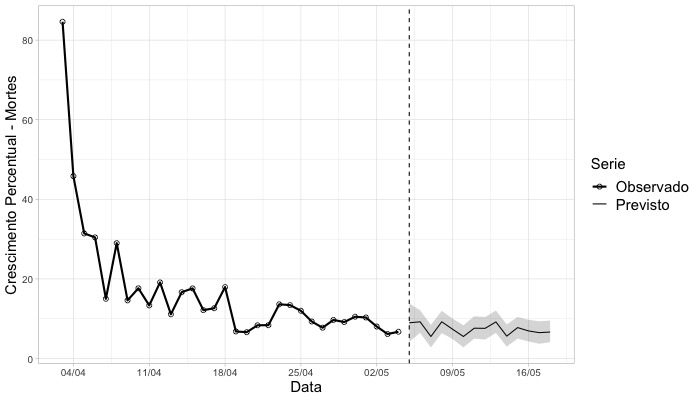 Crescimento Percentual - Mortes
80
60
40
20
0
04/04 11/04 18/04 25/04 02/05 09/05 16/05
Data
Serie
Observado
Previsto